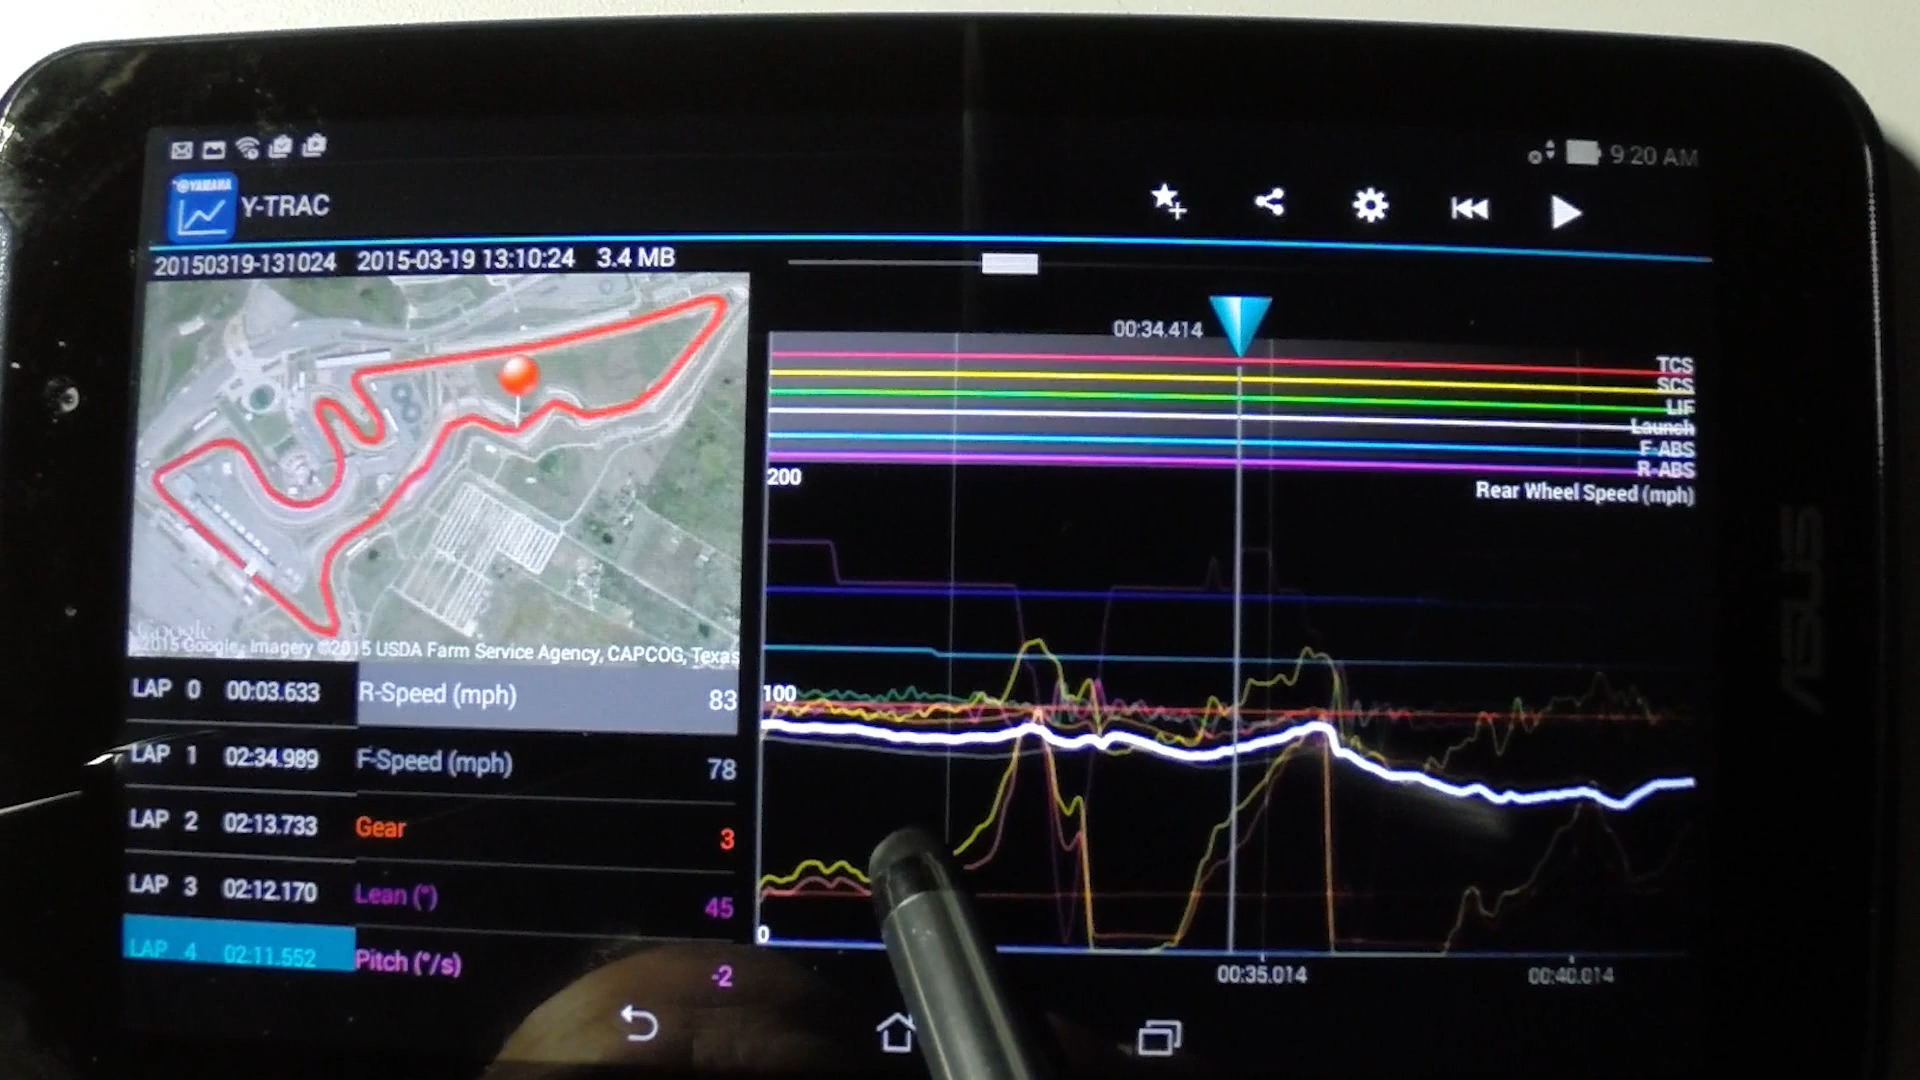 9:20 AM
YAMAHA
Y-TRAC
20150319-131024 2015-03-19 13:10:24 3.4 MB
00:34.414
TCS
SCS
LIF
Launch
F-ABS
R-ABS
200
Rear Wheel Speed (mph)
100
0
00:35.014
00:40.014
Google
2015 Google, Imagery ©2015 USDA Farm Service Agency, CAPCOG, Texas
LAP 0 00:03.633 R-Speed (mph) 83
LAP 1 02:34.989 F-Speed (mph) 78
LAP 2 02:13.733 Gear 3
LAP 3 02:12.170 Lean (°) 45
LAP 4 02:11.552 Pitch (°/s) -2
ASUS